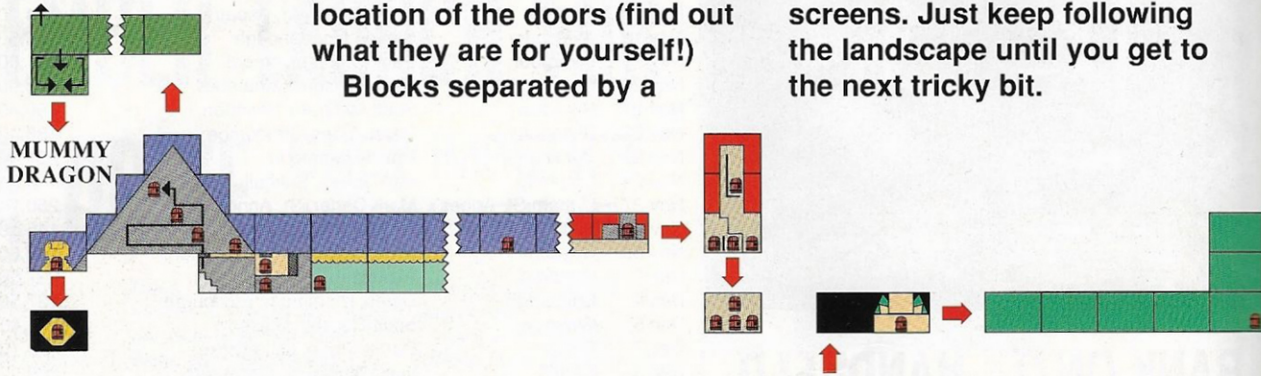 location of the doors (find out
what they are for yourself!)
Blocks separated by a
screens. Just keep following
the landscape until you get to
the next tricky bit.
MUMMY
DRAGON